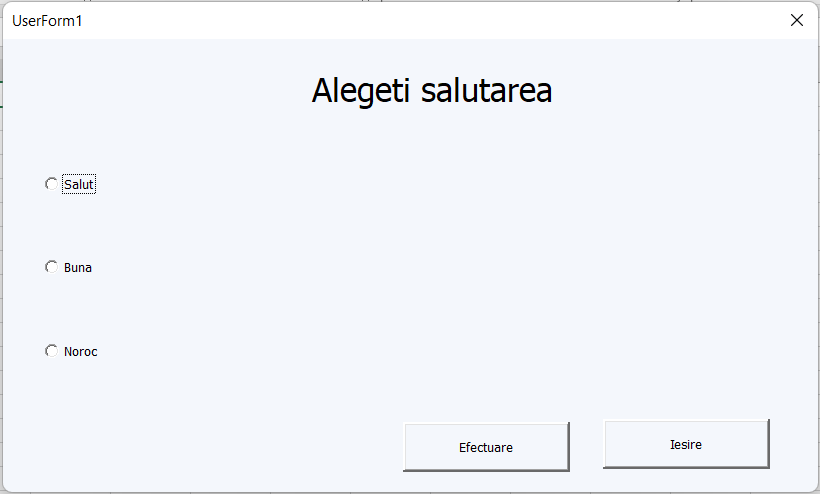 UserForm1
Alegeti salutarea
Salut
Buna
Noroc
Efectuare
Iesire